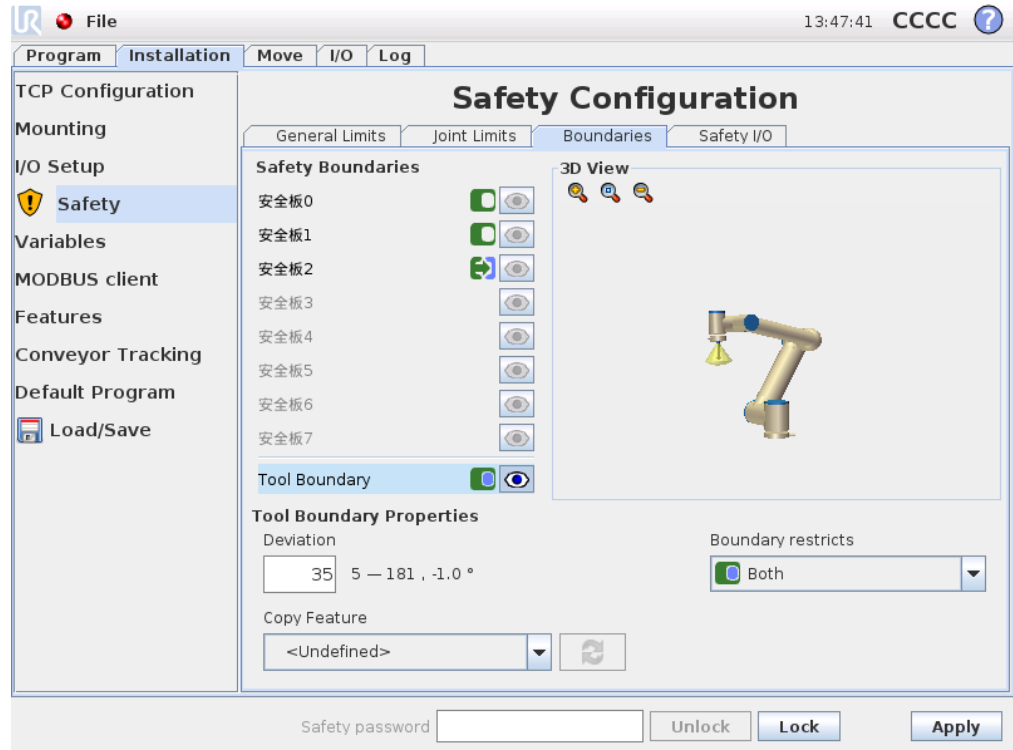 UR File 13:47:41 CCCC ?
Program Installation Move I/O Log
TCP Configuration
Mounting
I/O Setup
Safety
Variables
MODBUS client
Features
Conveyor Tracking
Default Program
Load/Save
Safety Configuration
General Limits Joint Limits Boundaries Safety I/O
Safety Boundaries
安全板0
安全板1
安全板2
安全板3
安全板4
安全板5
安全板6
安全板7
Tool Boundary
3D View
Tool Boundary Properties
Deviation
35 5 — 181 , -1.0 °
Boundary restricts
Both
Copy Feature
<Undefined>
Safety password Unlock Lock Apply